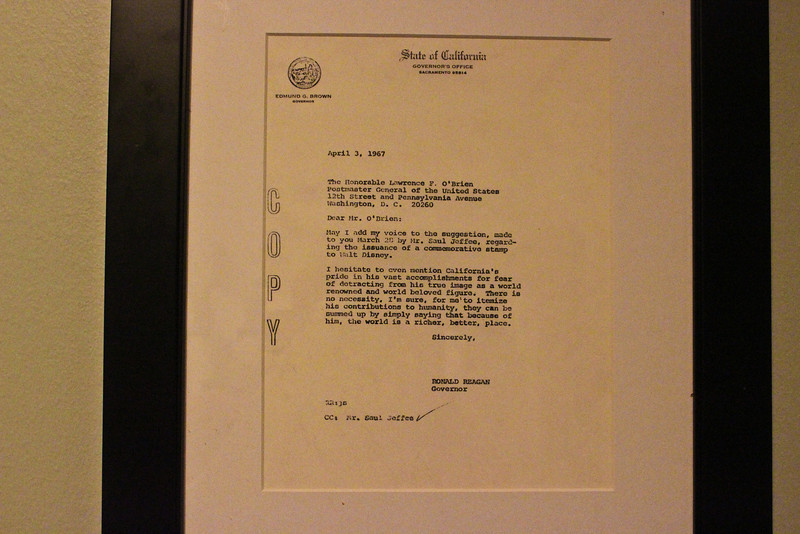 State of California
GOVERNOR'S OFFICE
SACRAMENTO 95814
EDMUND G. BROWN
GOVERNOR
April 3, 1967
The Honorable Lawrence F. O'Brien
Postmaster General of the United States
12th Street and Pennsylvania Avenue
Washington, D. C. 20260
Dear Mr. O'Brien:
May I add my voice to the suggestion, made
to you March 28 by Mr. Saul Jeffee, regard-
ing the issuance of a commemorative stamp
to Walt Disney.
I hesitate to even mention California's
pride in his vast accomplishments for fear
of detracting from his true image as a world
renowned and world beloved figure. There is
no necessity, I'm sure, for me to itemize
his contributions to humanity, they can be
summed up by simply saying that because of
him, the world is a richer, better, place.
Sincerely,
RONALD REAGAN
Governor
CC: Mr. Saul Jeffee
COPY